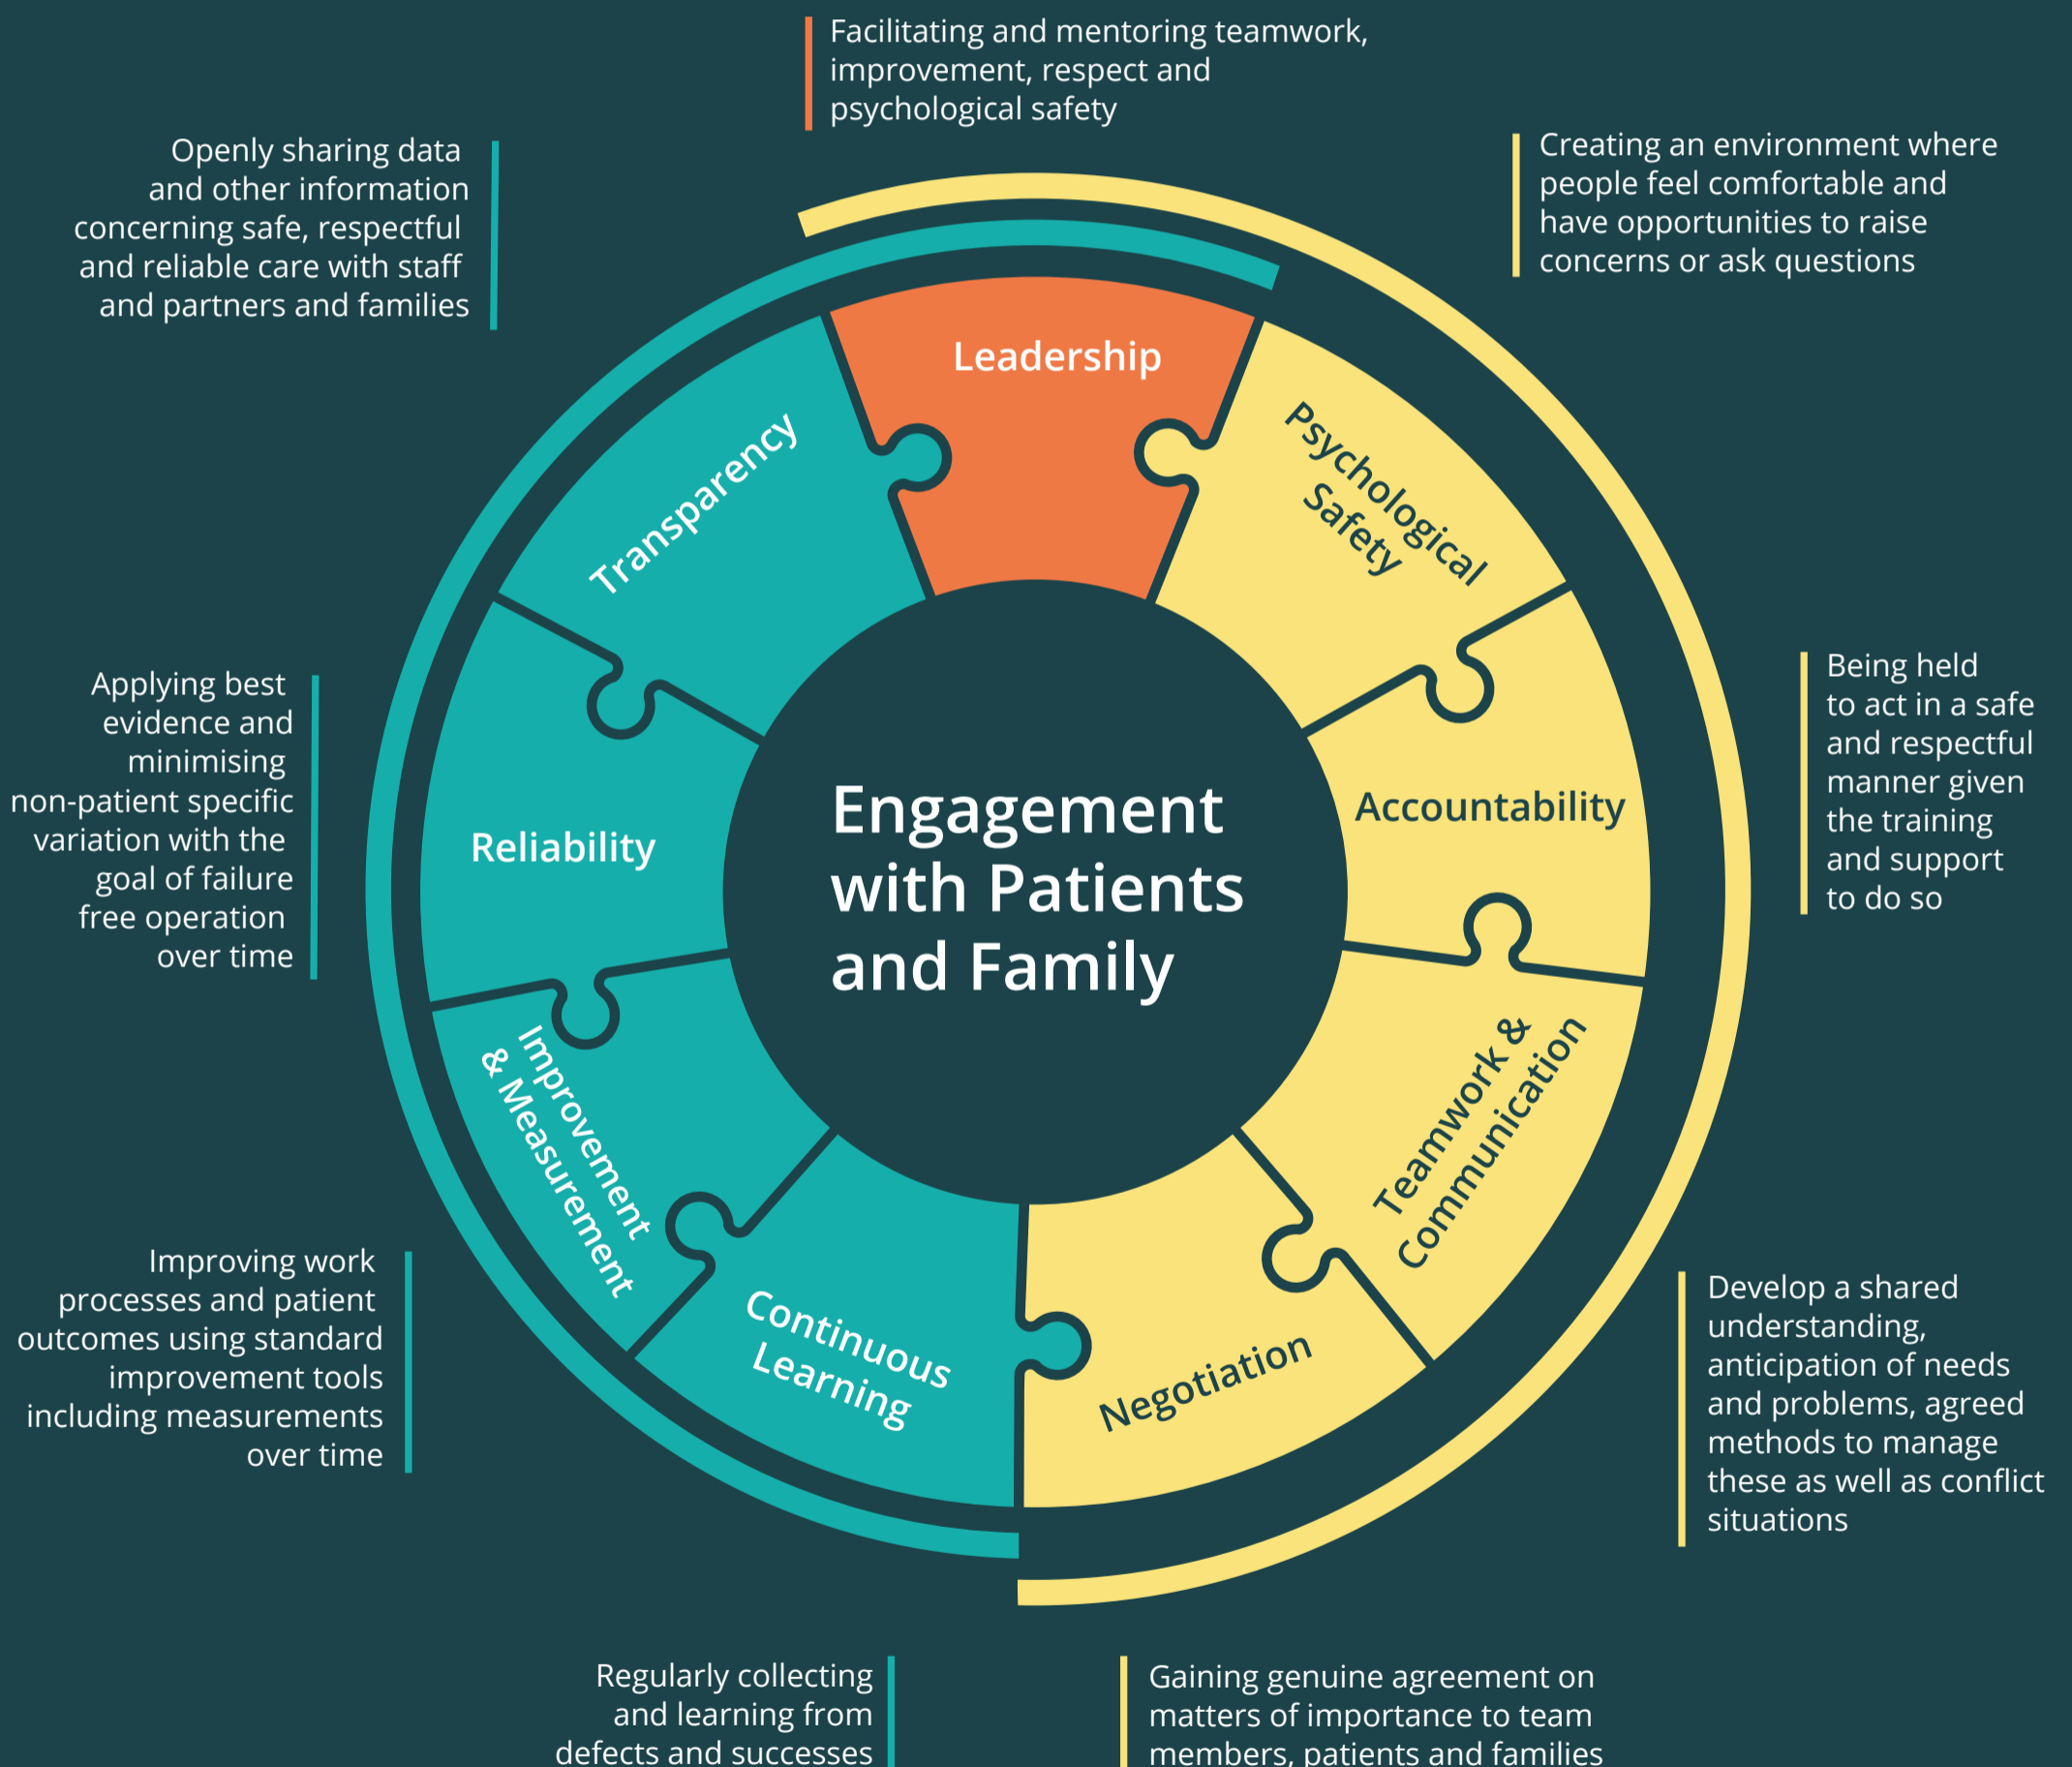 Facilitating and mentoring teamwork,
improvement, respect and
psychological safety
Openly sharing data
and other information
concerning safe, respectful
and reliable care with staff
and partners and families
Creating an environment where
people feel comfortable and
have opportunities to raise
concerns or ask questions
Leadership
Transparency
Psychological
Safety
Applying best
evidence and
minimising
non-patient specific
variation with the
goal of failure
free operation
over time
Reliability
Engagement
with Patients
and Family
Accountability
Being held
to act in a safe
and respectful
manner given
the training
and support
to do so
Improvement
& Measurement
Teamwork &
Communication
Improving work
processes and patient
outcomes using standard
improvement tools
including measurements
over time
Continuous
Learning
Negotiation
Develop a shared
understanding,
anticipation of needs
and problems, agreed
methods to manage
these as well as conflict
situations
Regularly collecting
and learning from
defects and successes
Gaining genuine agreement on
matters of importance to team
members, patients and families